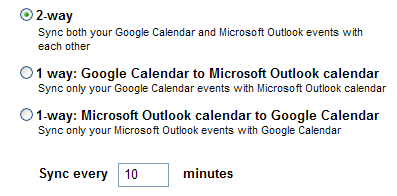 2-way
Sync both your Google Calendar and Microsoft Outlook events with
each other
1 way: Google Calendar to Microsoft Outlook calendar
Sync only your Google Calendar events with Microsoft Outlook calendar
1-way: Microsoft Outlook calendar to Google Calendar
Sync only your Microsoft Outlook events with Google Calendar
Sync every 10 minutes